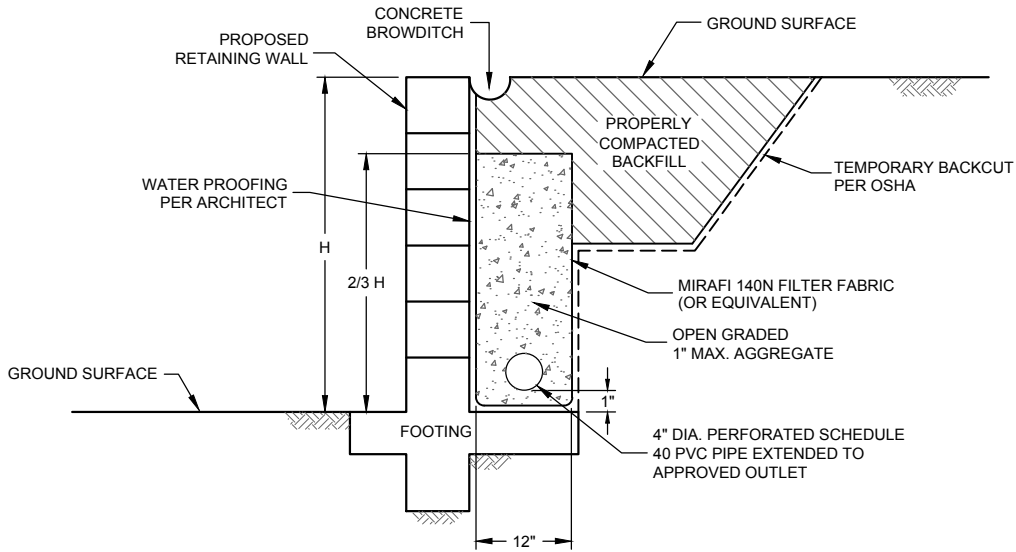 CONCRETE
BROWDITCH
GROUND SURFACE
PROPOSED
RETAINING WALL
PROPERLY
COMPACTED
BACKFILL
TEMPORARY BACKCUT
PER OSHA
WATER PROOFING
PER ARCHITECT
H
2/3 H
MIRAFI 140N FILTER FABRIC
(OR EQUIVALENT)
OPEN GRADED
1" MAX. AGGREGATE
GROUND SURFACE
1"
FOOTING
4" DIA. PERFORATED SCHEDULE
40 PVC PIPE EXTENDED TO
APPROVED OUTLET
12"